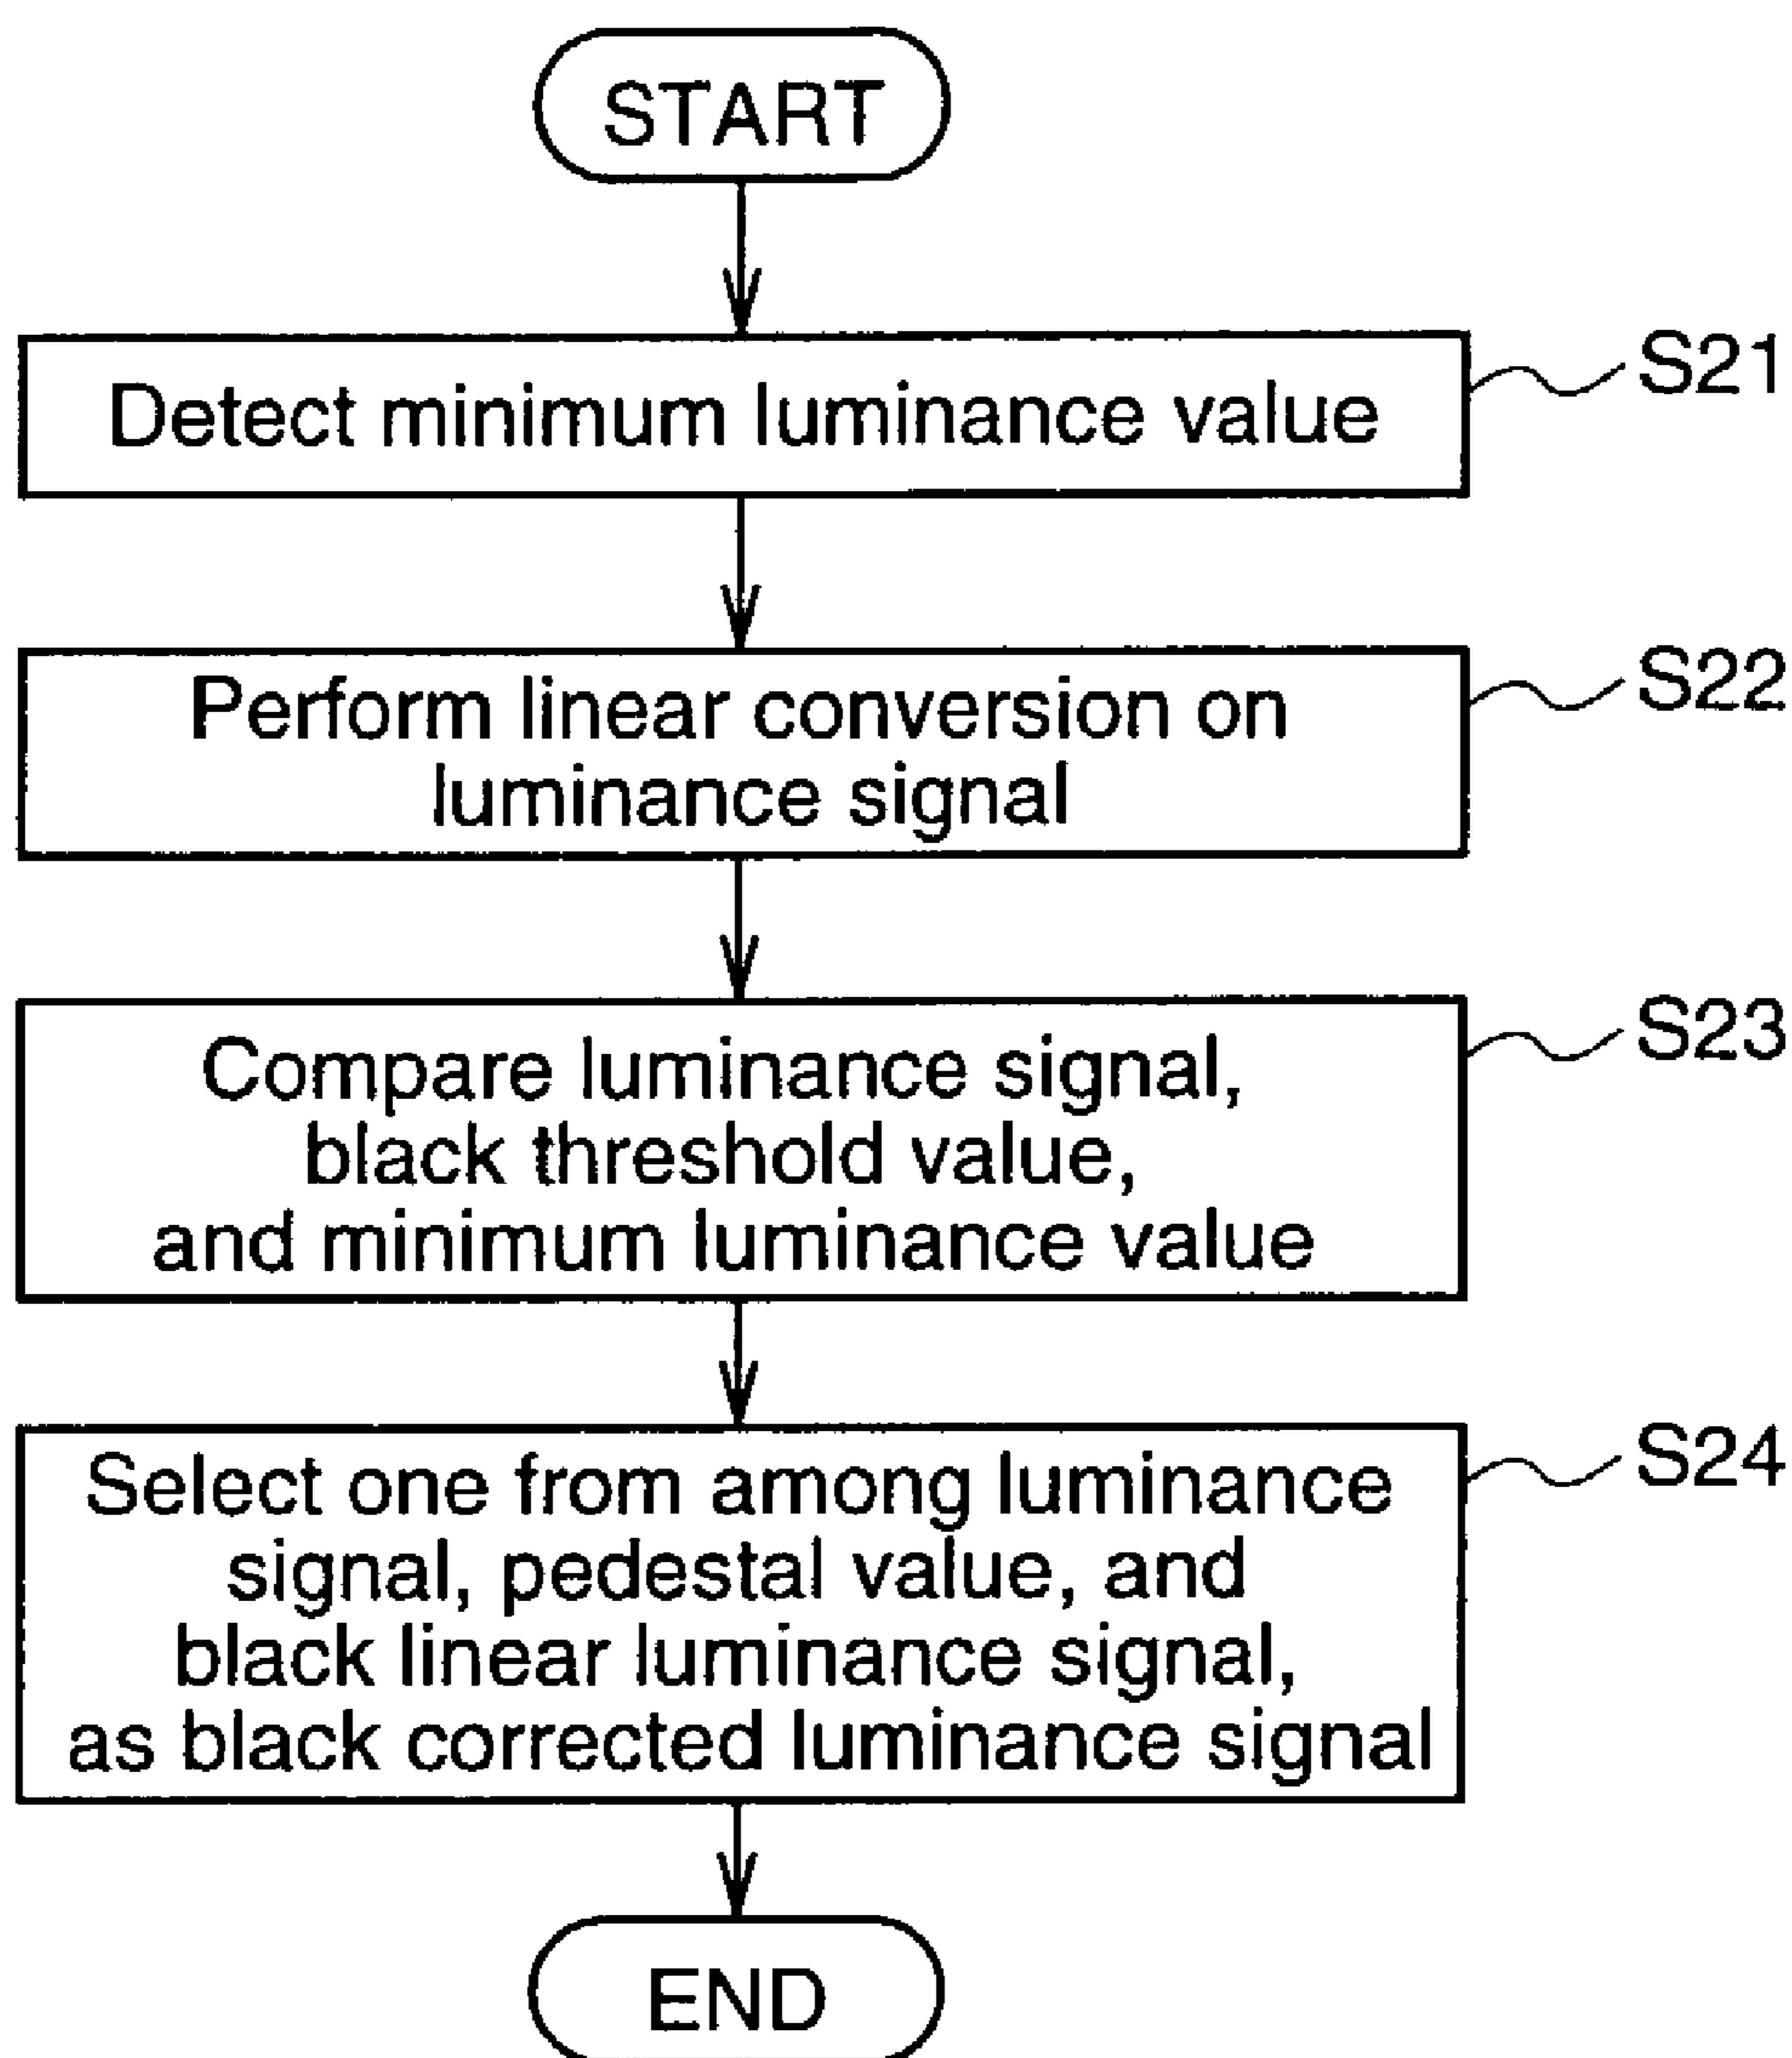 START
Detect minimum luminance value
S21
Perform linear conversion on
luminance signal
S22
Compare luminance signal,
black threshold value,
and minimum luminance value
S23
Select one from among luminance
signal, pedestal value, and
black linear luminance signal,
as black corrected luminance signal
S24
END